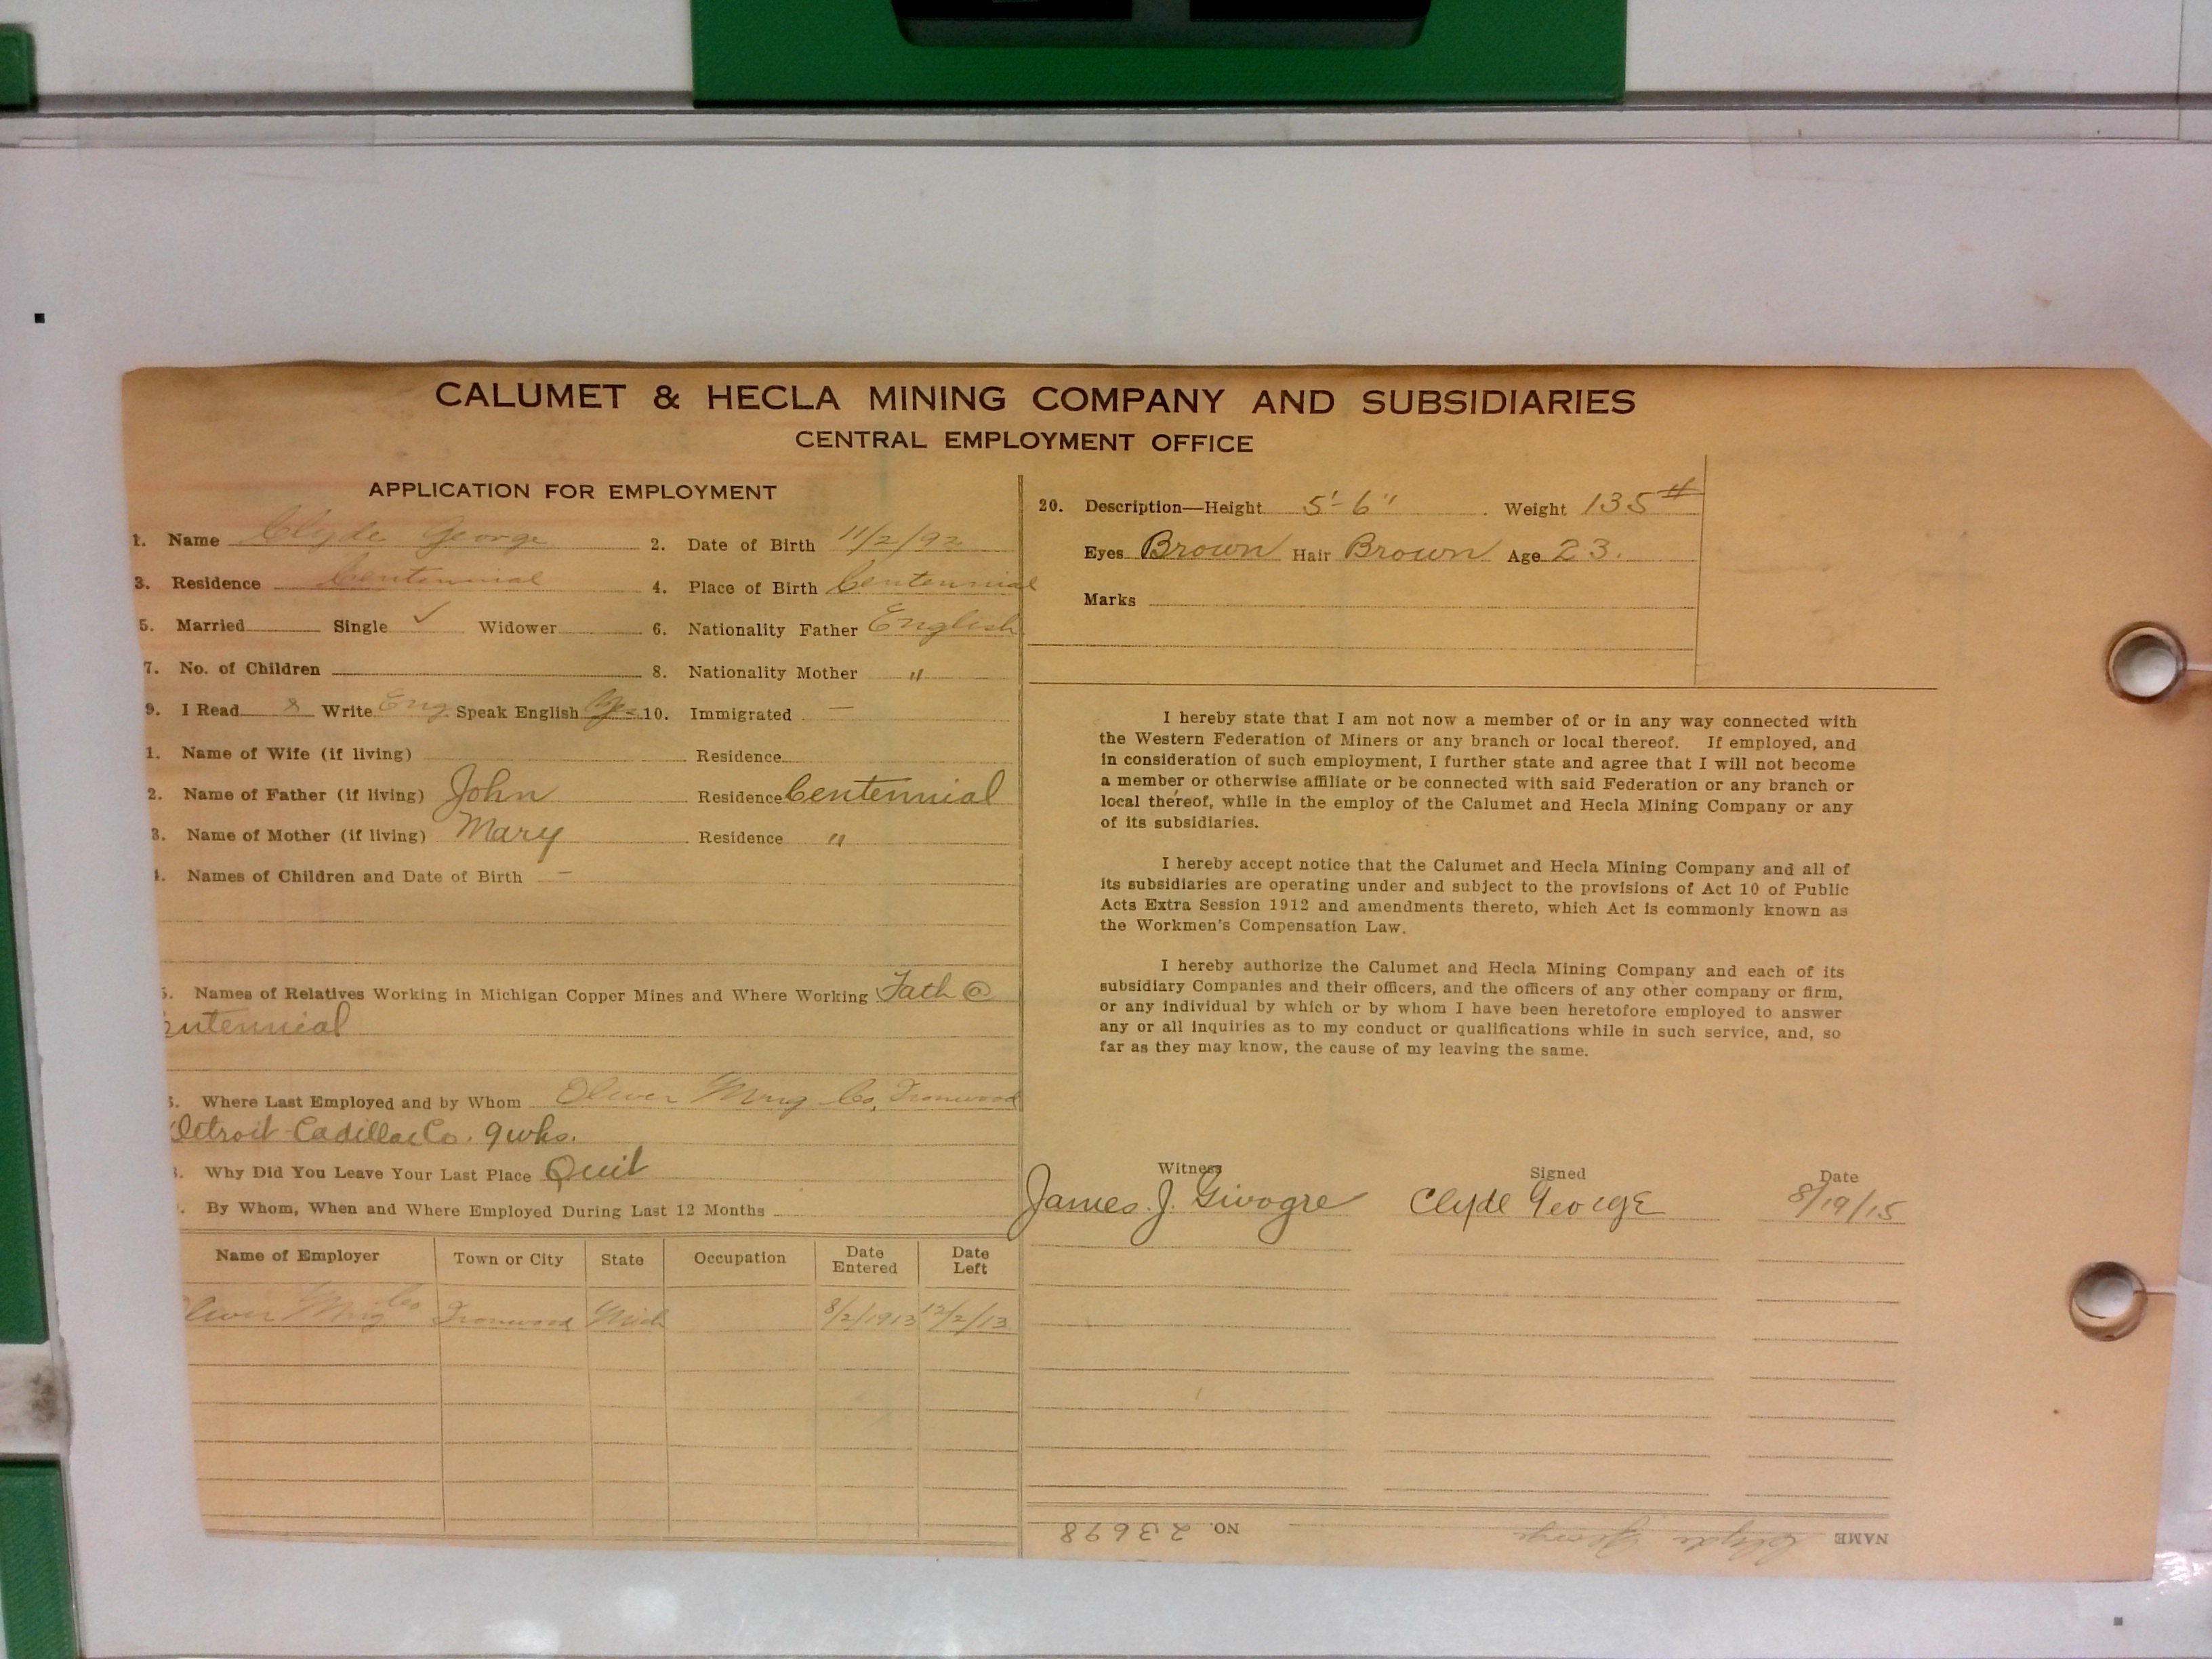 CALUMET & HECLA MINING COMPANY AND SUBSIDIARIES
CENTRAL EMPLOYMENT OFFICE
APPLICATION FOR EMPLOYMENT
1. Name Clyde George 2. Date of Birth 11/2/92
3. Residence Centennial 4. Place of Birth Centennial
5. Married Single ✓ Widower 6. Nationality Father English
7. No. of Children 8. Nationality Mother "
9. I Read & Write Eng Speak English 10. Immigrated —
1. Name of Wife (if living) Residence
2. Name of Father (if living) John Residence Centennial
3. Name of Mother (if living) Mary Residence "
4. Names of Children and Date of Birth —
5. Names of Relatives Working in Michigan Copper Mines and Where Working Fath @
entennial
Where Last Employed and by Whom Oliver Mng Co, Ironwood
Detroit Cadillac Co. 9 wks.
Why Did You Leave Your Last Place Quit
By Whom, When and Where Employed During Last 12 Months
Name of Employer Town or City State Occupation Date Entered Date Left
Oliver Mng Co Ironwood Mich 8/2/1913 12/2/13
20. Description—Height 5'-6" Weight 135#
Eyes Brown Hair Brown Age 23.
Marks
I hereby state that I am not now a member of or in any way connected with
the Western Federation of Miners or any branch or local thereof. If employed, and
in consideration of such employment, I further state and agree that I will not become
a member or otherwise affiliate or be connected with said Federation or any branch or
local thereof, while in the employ of the Calumet and Hecla Mining Company or any
of its subsidiaries.
I hereby accept notice that the Calumet and Hecla Mining Company and all of
its subsidiaries are operating under and subject to the provisions of Act 10 of Public
Acts Extra Session 1912 and amendments thereto, which Act is commonly known as
the Workmen's Compensation Law.
I hereby authorize the Calumet and Hecla Mining Company and each of its
subsidiary Companies and their officers, and the officers of any other company or firm,
or any individual by which or by whom I have been heretofore employed to answer
any or all inquiries as to my conduct or qualifications while in such service, and, so
far as they may know, the cause of my leaving the same.
Witness Signed Date
James. J. Givogre Clyde George 8/19/15
NAME Clyde George NO. 23698